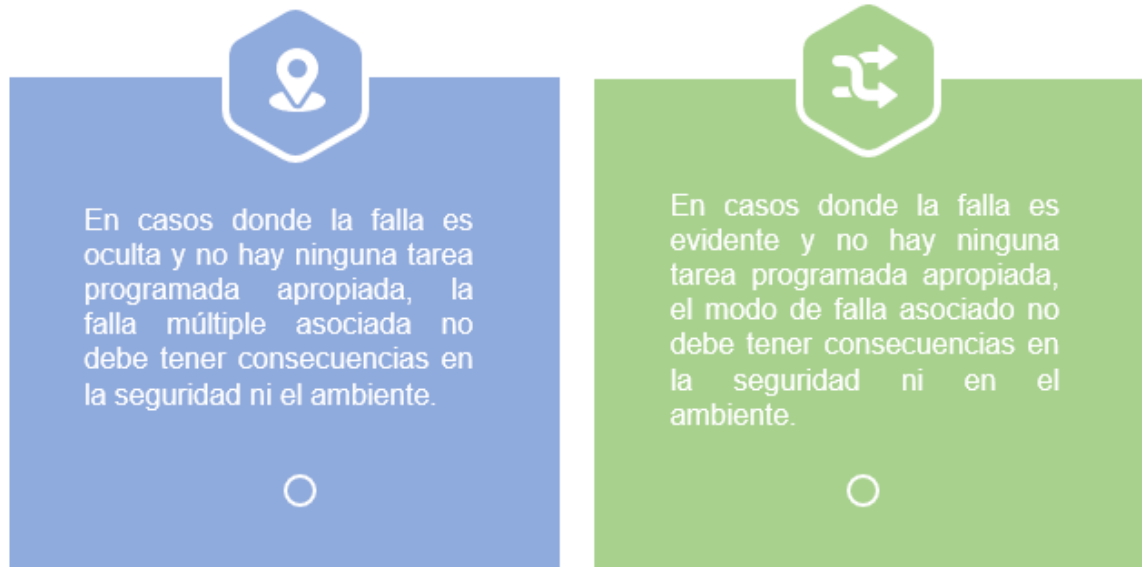 En casos donde la falla es
oculta y no hay ninguna tarea
programada apropiada, la
falla múltiple asociada no
debe tener consecuencias en
la seguridad ni el ambiente.
En casos donde la falla es
evidente y no hay ninguna
tarea programada apropiada,
el modo de falla asociado no
debe tener consecuencias en
la seguridad ni en el
ambiente.